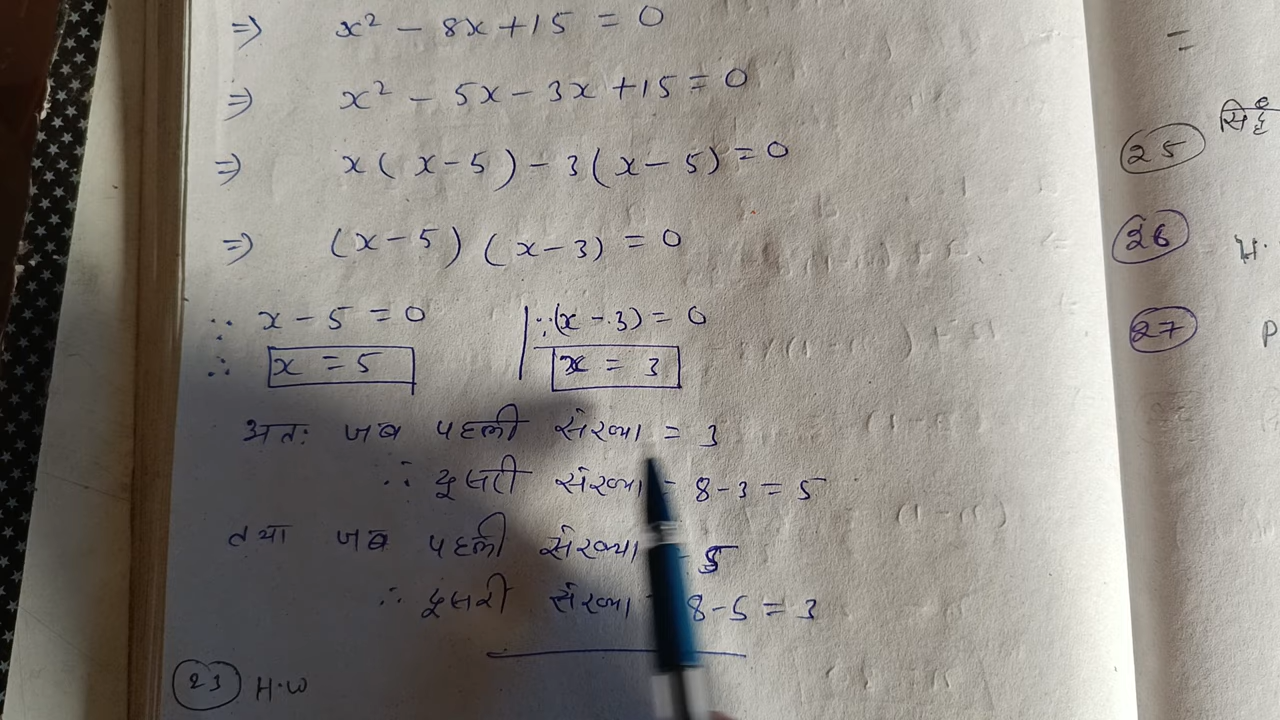 ⇒ x² - 8x + 15 = 0
⇒ x² - 5x - 3x + 15 = 0
⇒ x(x-5) - 3(x-5) = 0
⇒ (x-5) (x-3) = 0
∵ x - 5 = 0 | ∵ (x-3) = 0
∴ x = 5 | x = 3
अतः जब पहली संख्या = 3
∴ दूसरी संख्या = 8-3 = 5
तथा जब पहली संख्या = 5
∴ दूसरी संख्या = 8-5 = 3
23 H.W
=
25
26 H.
27 P